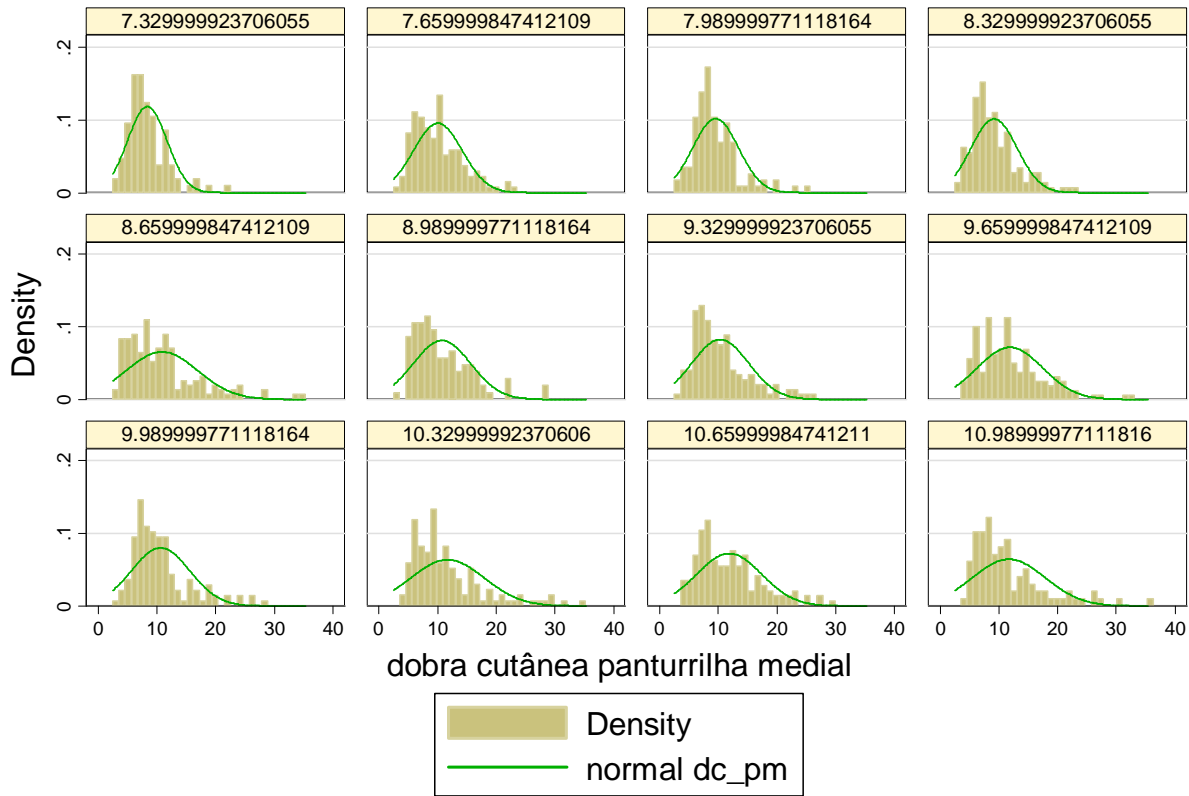 7.329999923706055 7.659999847412109 7.989999771118164 8.329999923706055
.2
.1
0
8.659999847412109 8.989999771118164 9.329999923706055 9.659999847412109
.2
.1
0
9.989999771118164 10.32999992370606 10.65999984741211 10.98999977111816
.2
.1
0
0 10 20 30 40 0 10 20 30 40 0 10 20 30 40 0 10 20 30 40
Density
dobra cutânea panturrilha medial
Density
normal dc_pm